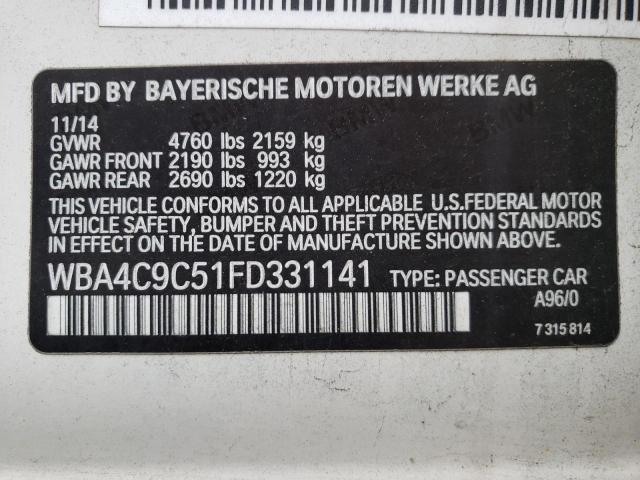 MFD BY BAYERISCHE MOTOREN WERKE AG
11/14
GVWR 4760 lbs 2159 kg
GAWR FRONT 2190 lbs 993 kg
GAWR REAR 2690 lbs 1220 kg
THIS VEHICLE CONFORMS TO ALL APPLICABLE U.S.FEDERAL MOTOR
VEHICLE SAFETY, BUMPER AND THEFT PREVENTION STANDARDS
IN EFFECT ON THE DATE OF MANUFACTURE SHOWN ABOVE.
WBA4C9C51FD331141 TYPE: PASSENGER CAR
A96/0
7 315 814